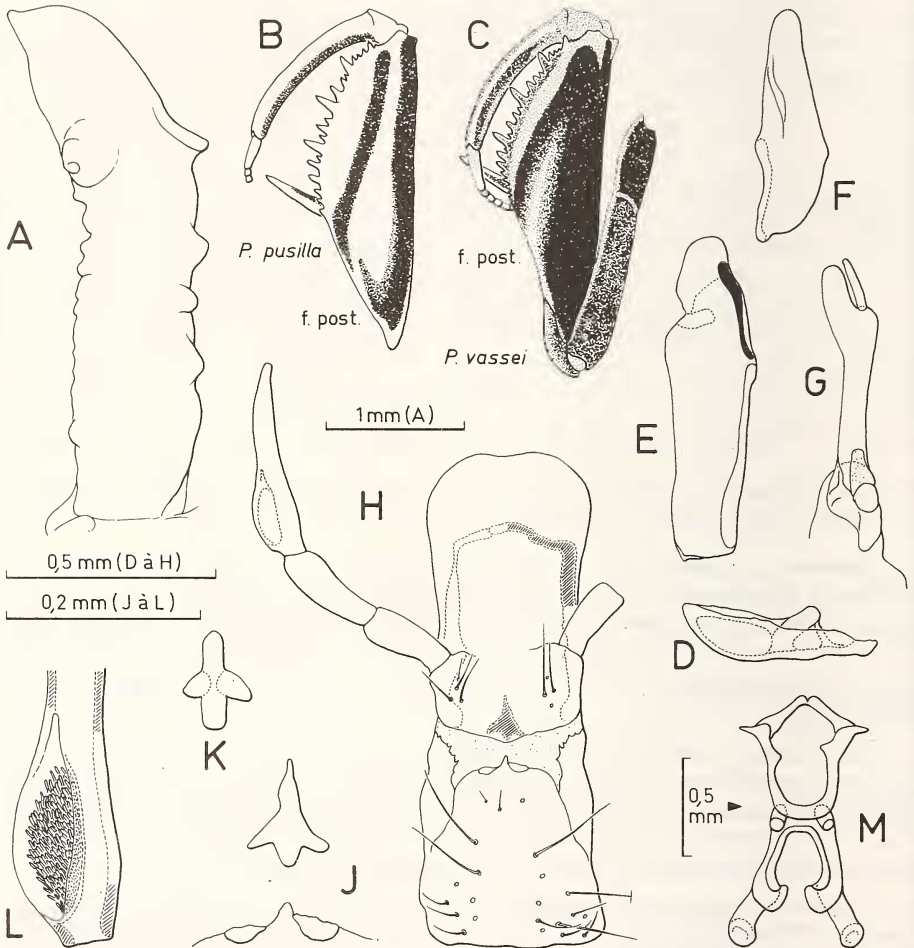 A
B
P. pusilla
f. post.
C
f. post.
P. vassei
F
E
G
1mm (A)
H
0,5 mm (D à H)
0,2 mm (J à L)
D
K
J
L
0,5
mm
M